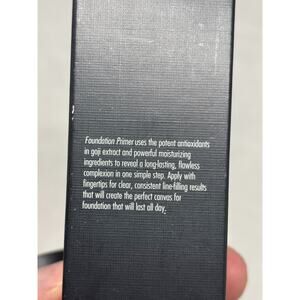 Foundation Primer uses the potent antioxidants
in goji extract and powerful moisturizing
ingredients to reveal a long-lasting, flawless
complexion in one simple step. Apply with
fingertips for clear, consistent line-filling results
that will create the perfect canvas for
foundation that will last all day.